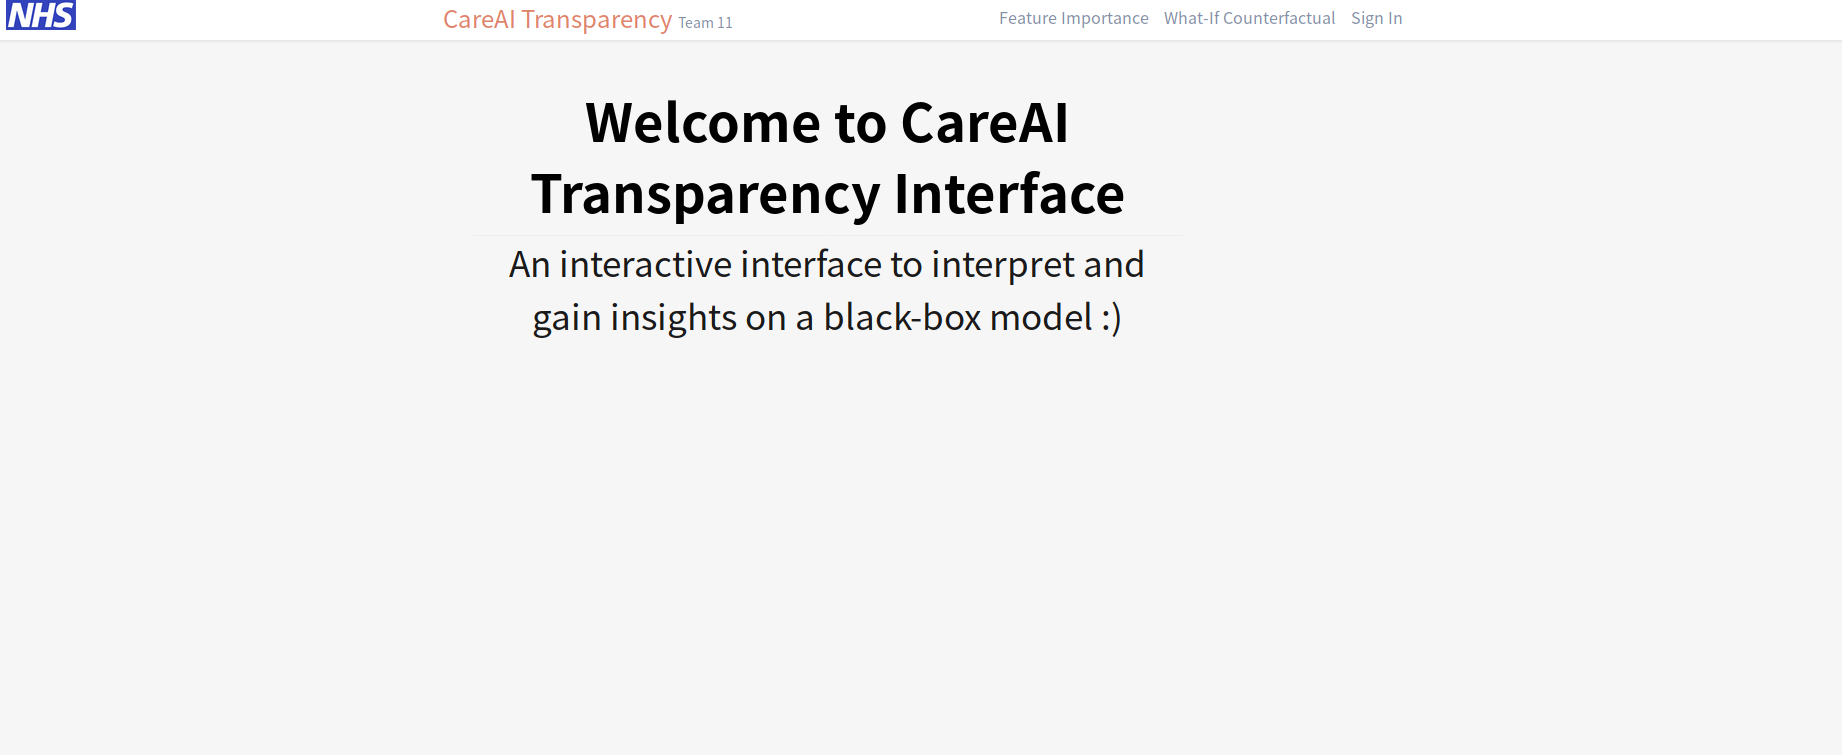 NHS
CareAI Transparency Team 11
Feature Importance What-If Counterfactual Sign In
Welcome to CareAI
Transparency Interface
An interactive interface to interpret and
gain insights on a black-box model :)